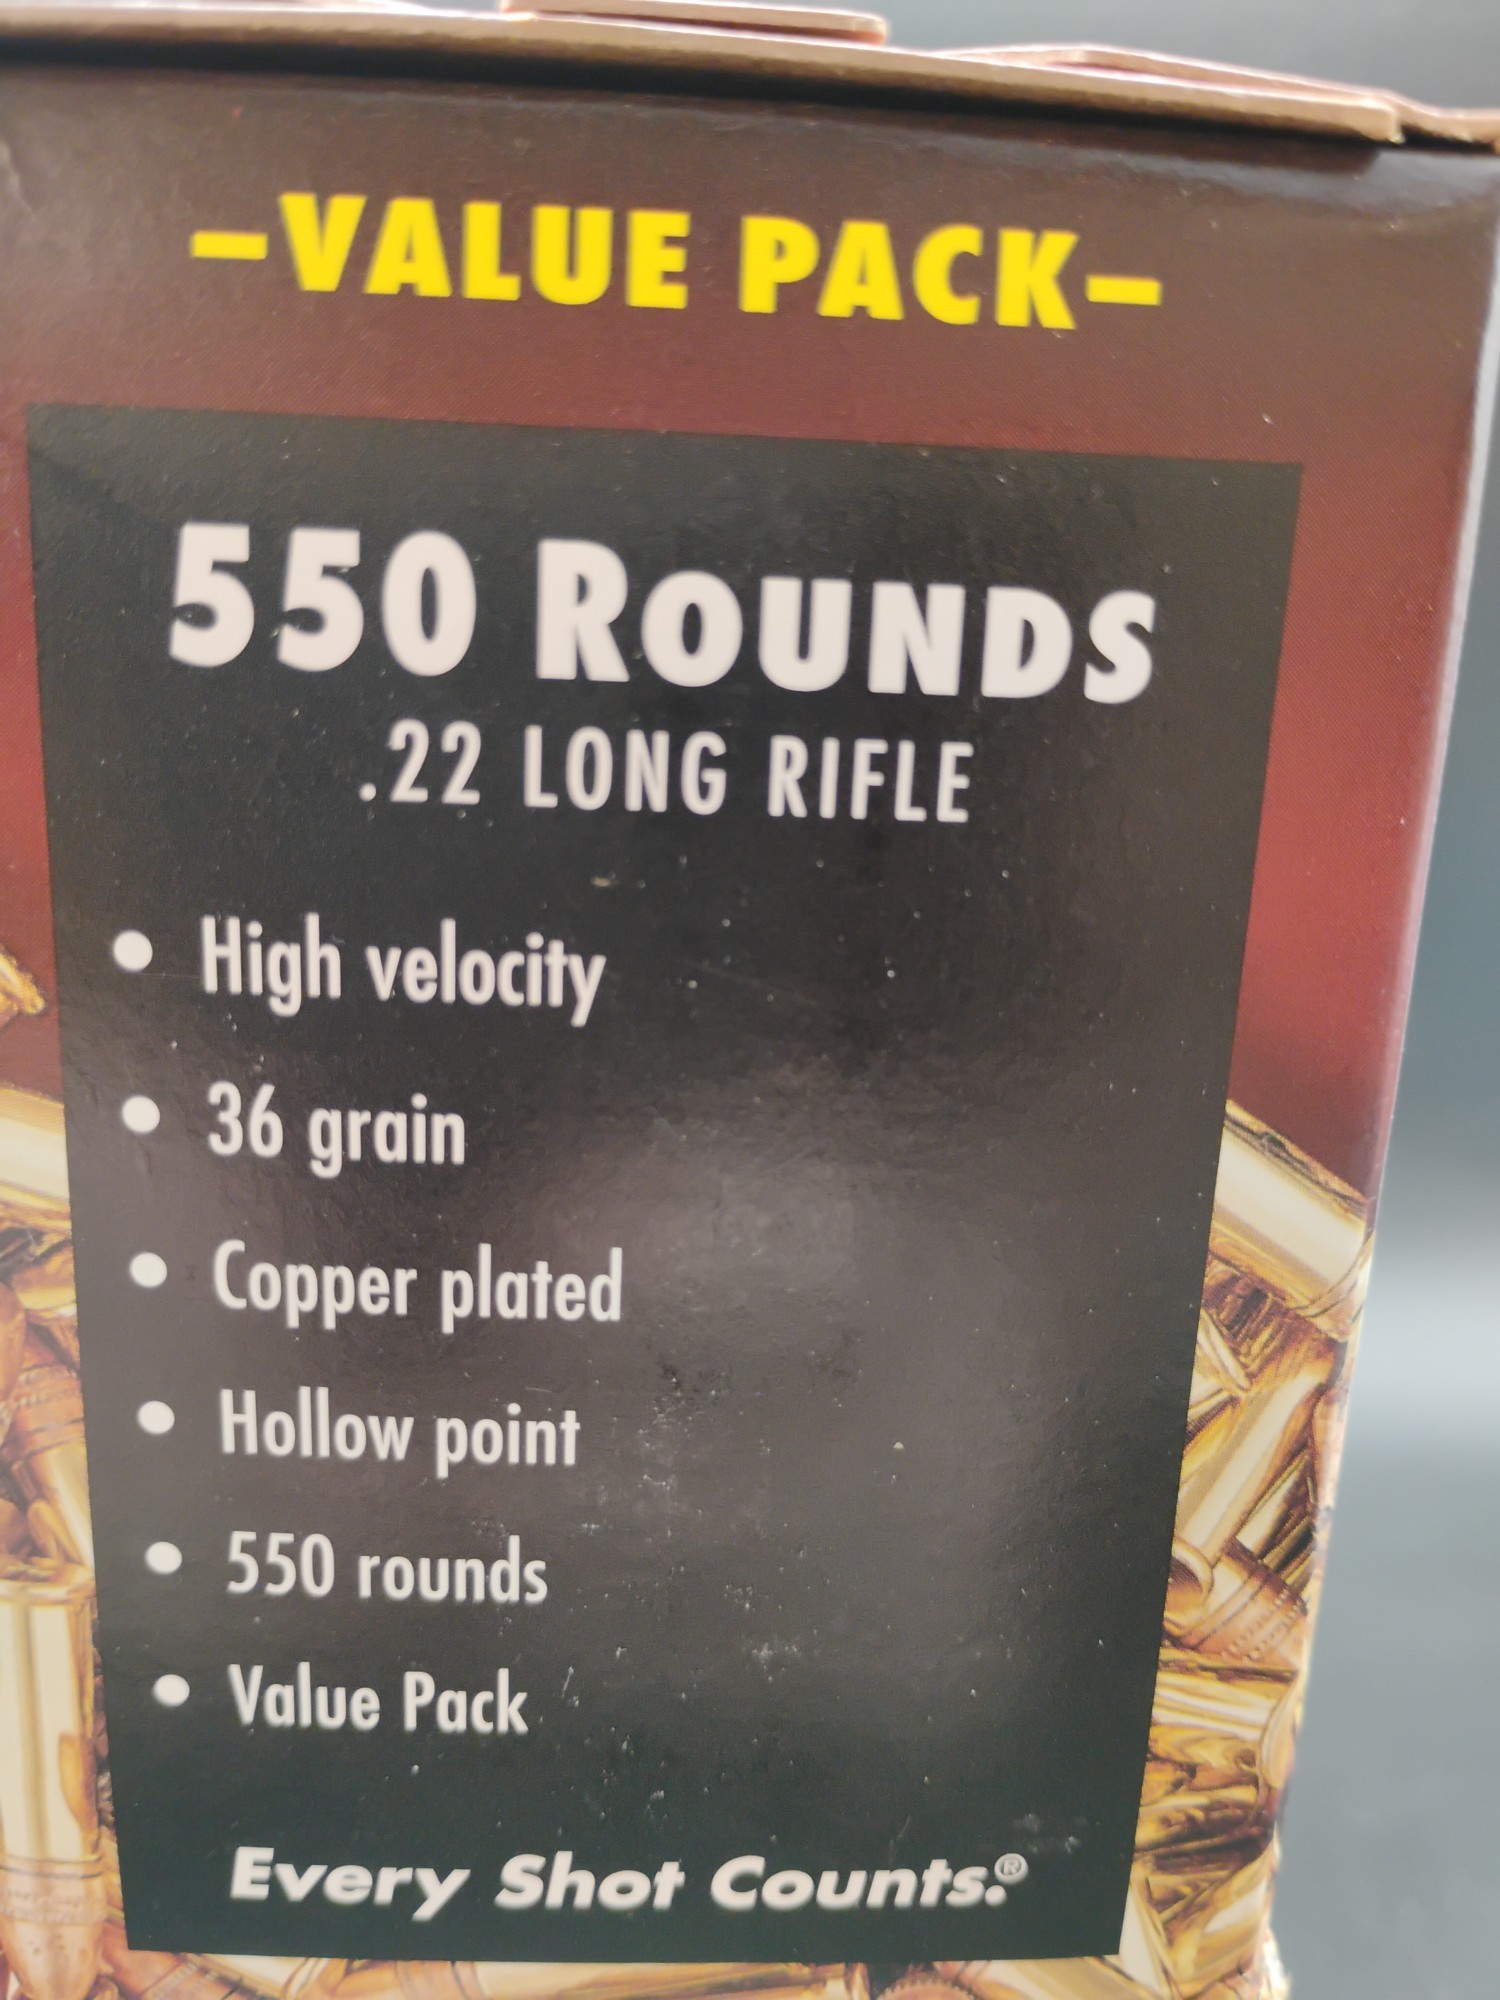 –VALUE PACK–
550 ROUNDS
.22 LONG RIFLE
• High velocity
• 36 grain
• Copper plated
• Hollow point
• 550 rounds
• Value Pack
Every Shot Counts.®